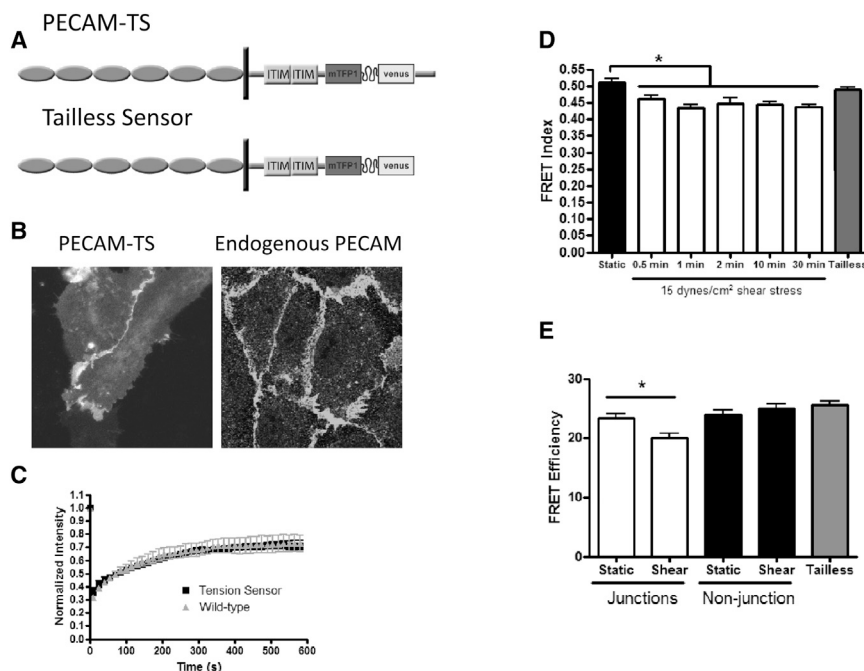 A
PECAM-TS
ITIM ITIM mTFP1 venus
Tailless Sensor
ITIM ITIM mTFP1 venus
B
PECAM-TS Endogenous PECAM
C
Normalized Intensity
1.1
1.0
0.9
0.8
0.7
0.6
0.5
0.4
0.3
0.2
0.1
0.0
Tension Sensor
Wild-type
0 100 200 300 400 500 600
Time (s)
D
FRET Index
0.55
0.50
0.45
0.40
0.35
0.30
0.25
0.20
0.15
0.10
0.05
0.00
*
Static 0.5 min 1 min 2 min 10 min 30 min Tailless
15 dynes/cm² shear stress
E
FRET Efficiency
30
20
10
0
*
Static Shear Static Shear Tailless
Junctions Non-junction